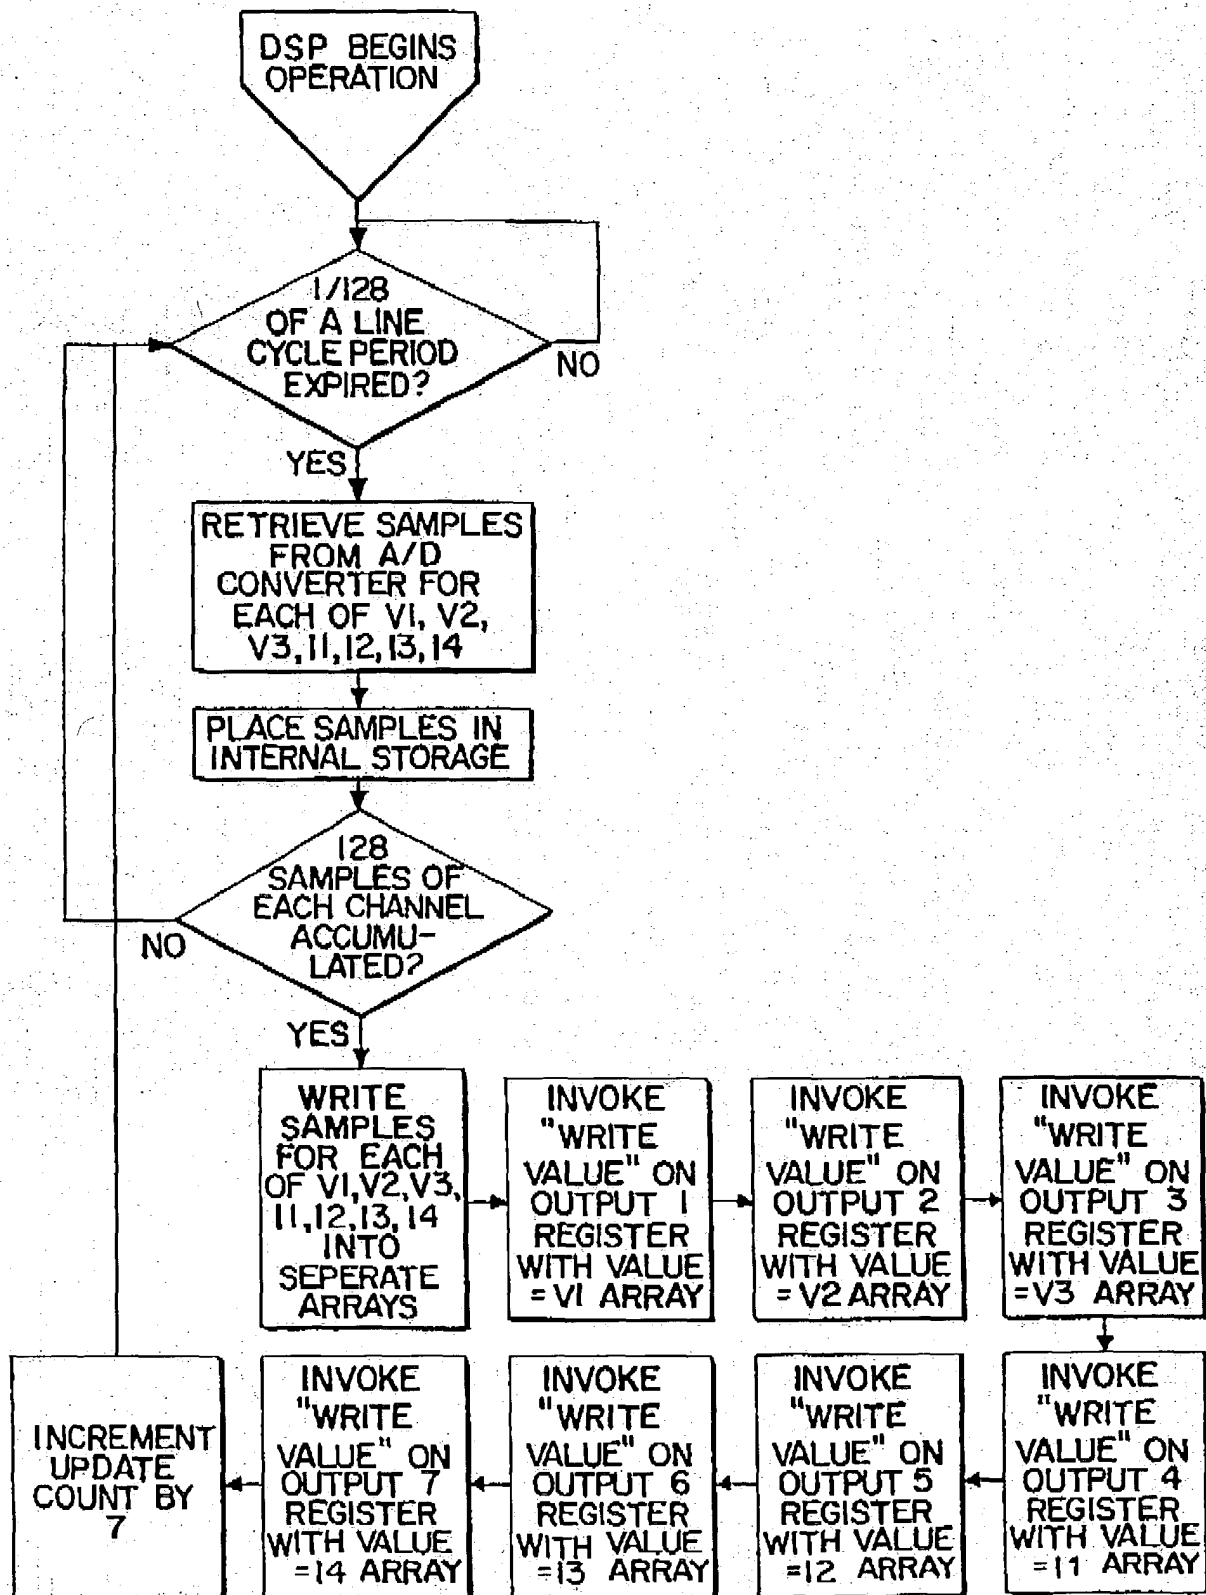 DSP BEGINS
OPERATION
1/128
OF A LINE
CYCLE PERIOD
EXPIRED?
NO
YES
RETRIEVE SAMPLES
FROM A/D
CONVERTER FOR
EACH OF V1, V2,
V3, I1, I2, I3, I4
PLACE SAMPLES IN
INTERNAL STORAGE
128
SAMPLES OF
EACH CHANNEL
ACCUMU-
LATED?
NO
YES
WRITE
SAMPLES
FOR EACH
OF V1, V2, V3,
I1, I2, I3, I4
INTO
SEPERATE
ARRAYS
INVOKE
"WRITE
VALUE" ON
OUTPUT 1
REGISTER
WITH VALUE
=V1 ARRAY
INVOKE
"WRITE
VALUE" ON
OUTPUT 2
REGISTER
WITH VALUE
=V2 ARRAY
INVOKE
"WRITE
VALUE" ON
OUTPUT 3
REGISTER
WITH VALUE
=V3 ARRAY
INVOKE
"WRITE
VALUE" ON
OUTPUT 4
REGISTER
WITH VALUE
=I1 ARRAY
INVOKE
"WRITE
VALUE" ON
OUTPUT 5
REGISTER
WITH VALUE
=I2 ARRAY
INVOKE
"WRITE
VALUE" ON
OUTPUT 6
REGISTER
WITH VALUE
=I3 ARRAY
INVOKE
"WRITE
VALUE" ON
OUTPUT 7
REGISTER
WITH VALUE
=I4 ARRAY
INCREMENT
UPDATE
COUNT BY
7